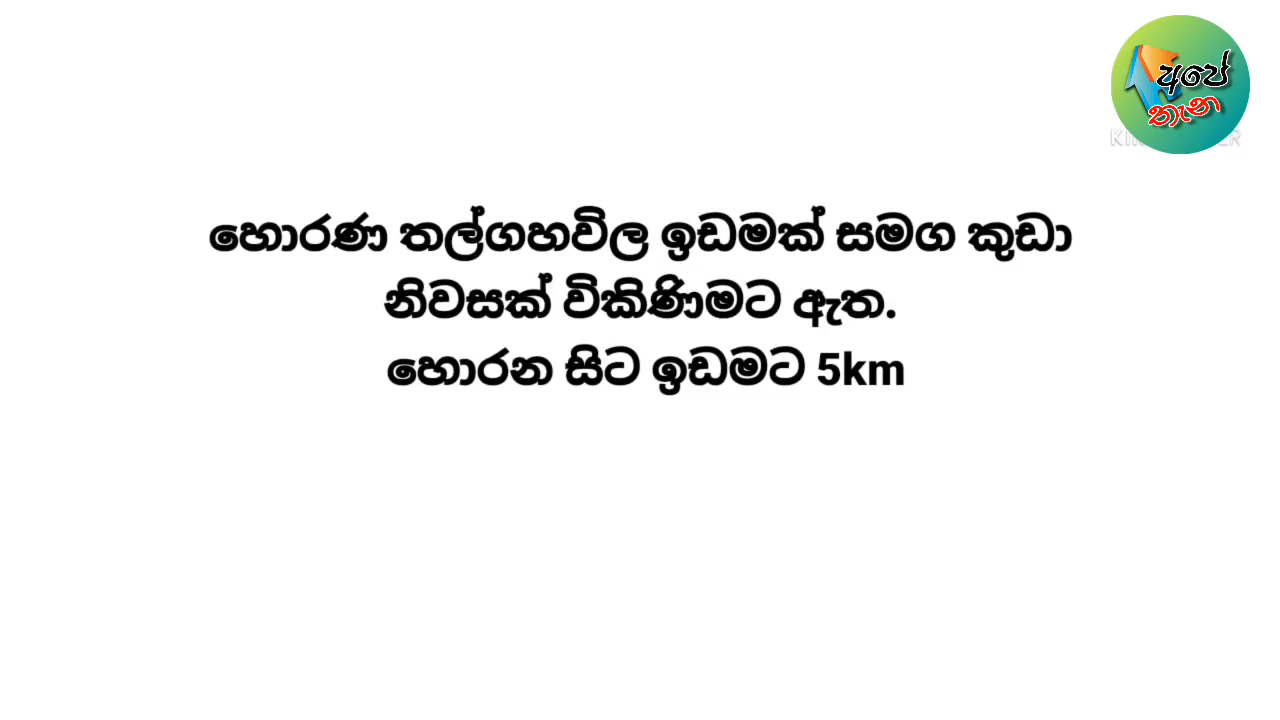 අපේ
තැන
හොරණ තල්ගහවිල ඉඩමක් සමග කුඩා
නිවසක් විකිණිමට ඇත.
හොරන සිට ඉඩමට 5km